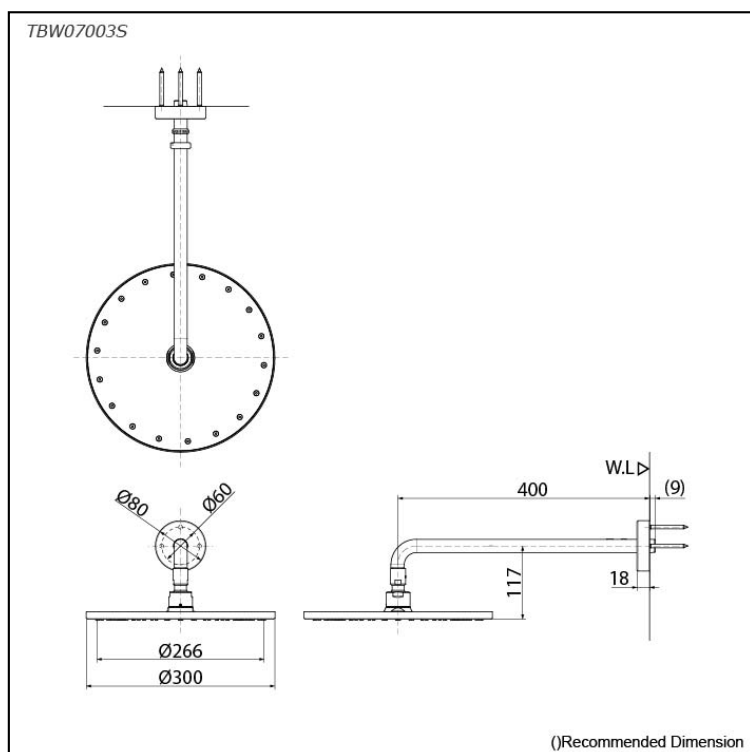 TBW07003S
W.L
400
(9)
Ø80
Ø60
117
18
Ø266
Ø300
()Recommended Dimension